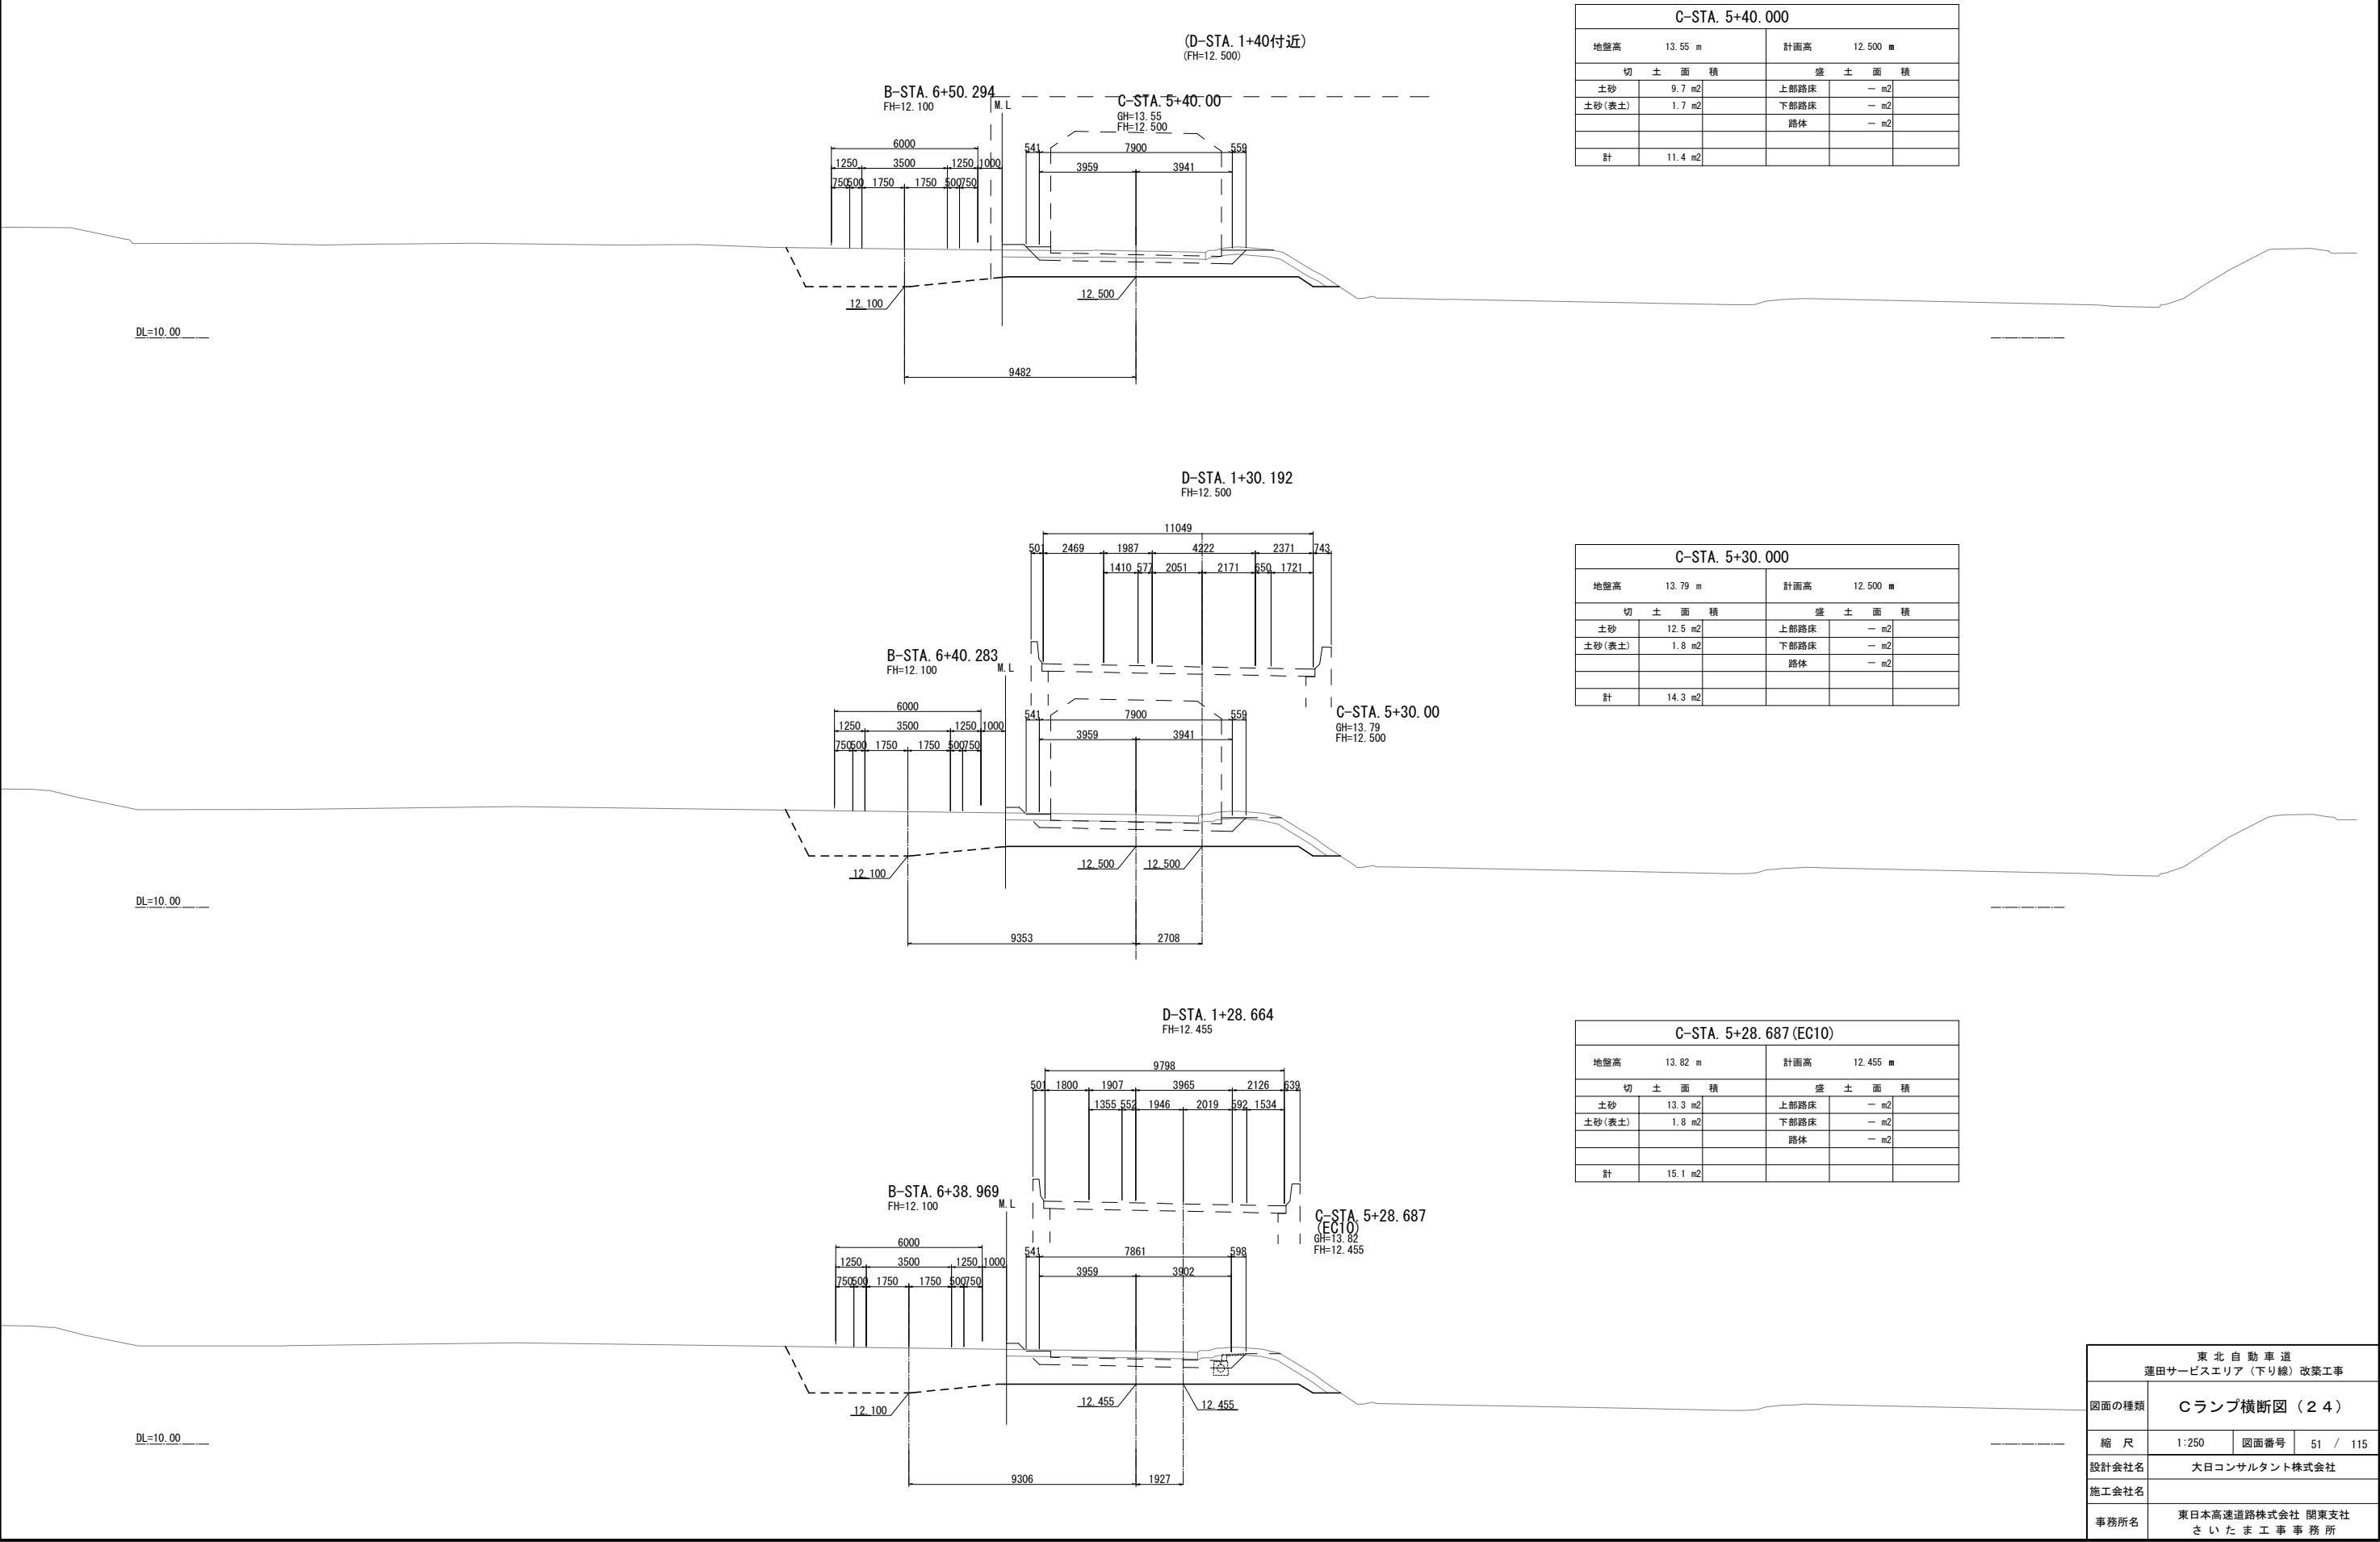 C-STA. 5+40.000
地盤高 13.55 m 計画高 12.500 m
切 土 面 積 盛 土 面 積
土砂 9.7 m2 上部路床 － m2
土砂(表土) 1.7 m2 下部路床 － m2
路体 － m2
計 11.4 m2
(D-STA. 1+40付近)
(FH=12.500)
B-STA. 6+50.294
FH=12.100
M.L
C-STA. 5+40.00
GH=13.55
FH=12.500
6000
541 7900 559
1250 3500 1250 1000
3959 3941
750 500 1750 1750 500 750
12.100
12.500
DL=10.00
9482
D-STA. 1+30.192
FH=12.500
11049
501 2469 1987 4222 2371 743
1410 577 2051 2171 650 1721
C-STA. 5+30.000
地盤高 13.79 m 計画高 12.500 m
切 土 面 積 盛 土 面 積
土砂 12.5 m2 上部路床 － m2
土砂(表土) 1.8 m2 下部路床 － m2
路体 － m2
計 14.3 m2
B-STA. 6+40.283
FH=12.100
M.L
C-STA. 5+30.00
GH=13.79
FH=12.500
6000
541 7900 559
1250 3500 1250 1000
3959 3941
750 500 1750 1750 500 750
12.100
12.500 12.500
DL=10.00
9353 2708
D-STA. 1+28.664
FH=12.455
9798
501 1800 1907 3965 2126 639
1355 552 1946 2019 592 1534
C-STA. 5+28.687(EC10)
地盤高 13.82 m 計画高 12.455 m
切 土 面 積 盛 土 面 積
土砂 13.3 m2 上部路床 － m2
土砂(表土) 1.8 m2 下部路床 － m2
路体 － m2
計 15.1 m2
B-STA. 6+38.969
FH=12.100
M.L
C-STA. 5+28.687
(EC10)
GH=13.82
FH=12.455
6000
541 7861 598
1250 3500 1250 1000
3959 3902
750 500 1750 1750 500 750
12.100
12.455 12.455
DL=10.00
9306 1927
東 北 自 動 車 道
蓮田サービスエリア（下り線）改築工事
図面の種類 Ｃランプ横断図（２４）
縮 尺 1:250 図面番号 51 / 115
設計会社名 大日コンサルタント株式会社
施工会社名
事務所名 東日本高速道路株式会社 関東支社
さ い た ま 工 事 事 務 所